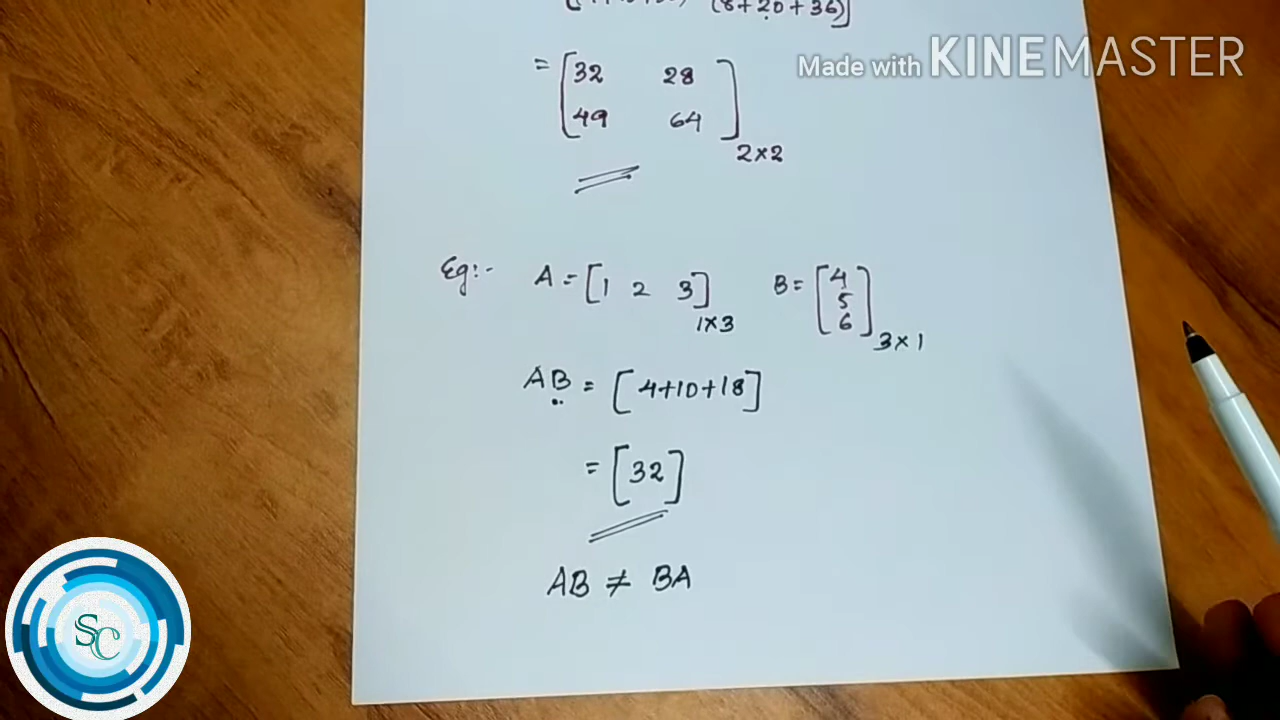 (8+20+36)]
Made with KINEMASTER
= [32 28
49 64]
2×2
Eg:- A = [1 2 3] 1×3 B = [4
5
6] 3×1
AB = [4+10+18]
= [32]
AB ≠ BA
SC